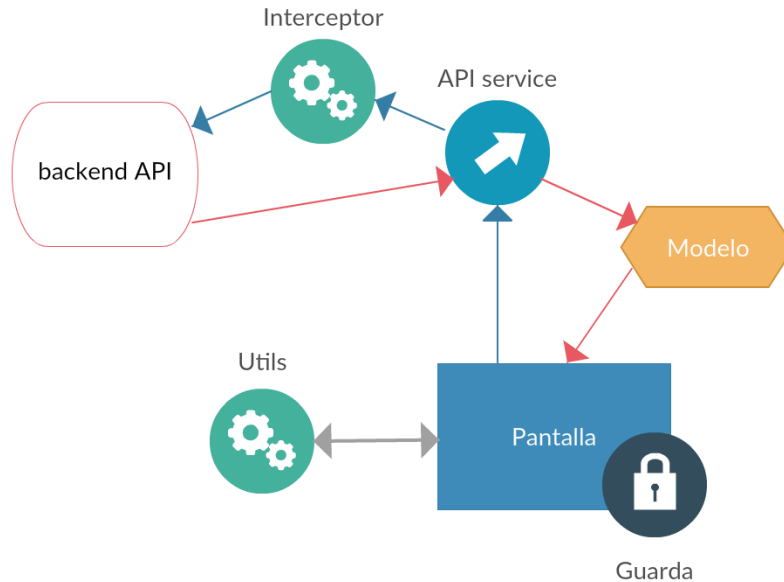 Interceptor
API service
backend API
Modelo
Utils
Pantalla
Guarda